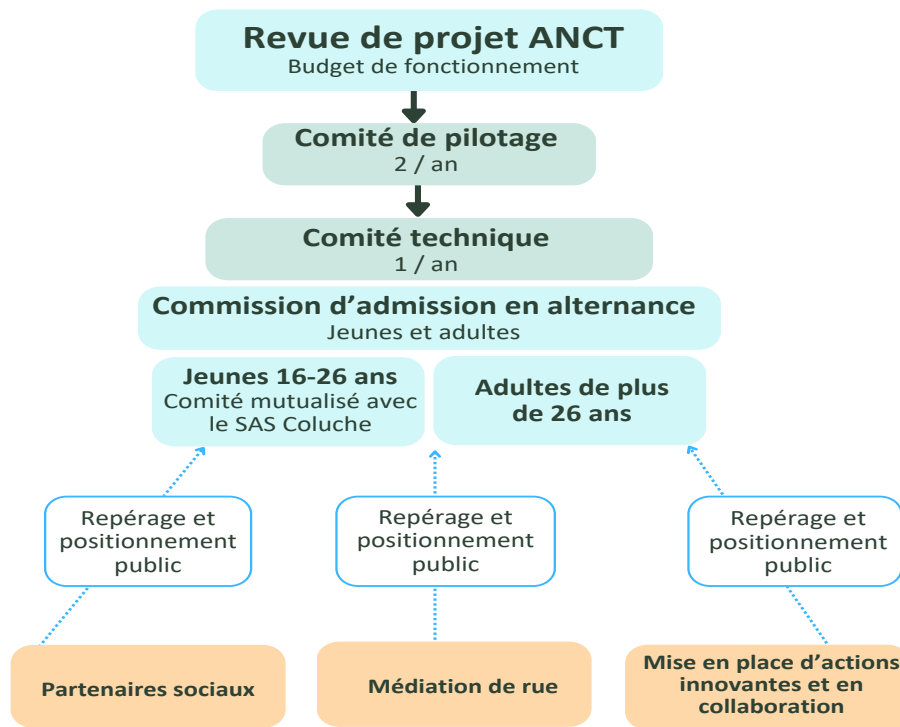 Revue de projet ANCT
Budget de fonctionnement
Comité de pilotage
2 / an
Comité technique
1 / an
Commission d'admission en alternance
Jeunes et adultes
Jeunes 16-26 ans
Comité mutualisé avec
le SAS Coluche
Adultes de plus
de 26 ans
Repérage et
positionnement
public
Repérage et
positionnement
public
Repérage et
positionnement
public
Partenaires sociaux
Médiation de rue
Mise en place d'actions
innovantes et en
collaboration